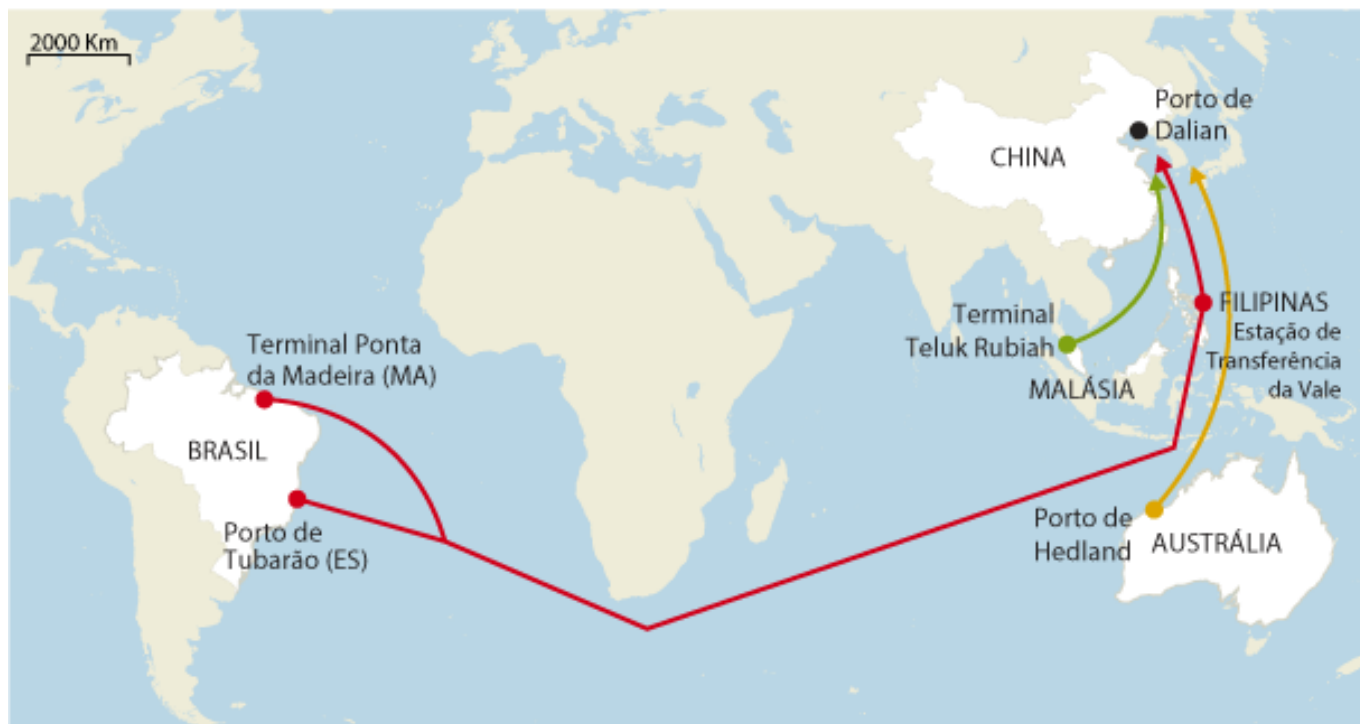 2000 Km
Porto de
Dalian
CHINA
FILIPINAS
Estação de
Transferência
da Vale
Terminal
Teluk Rubiah
MALÁSIA
Terminal Ponta
da Madeira (MA)
BRASIL
Porto de
Tubarão (ES)
Porto de
Hedland
AUSTRÁLIA